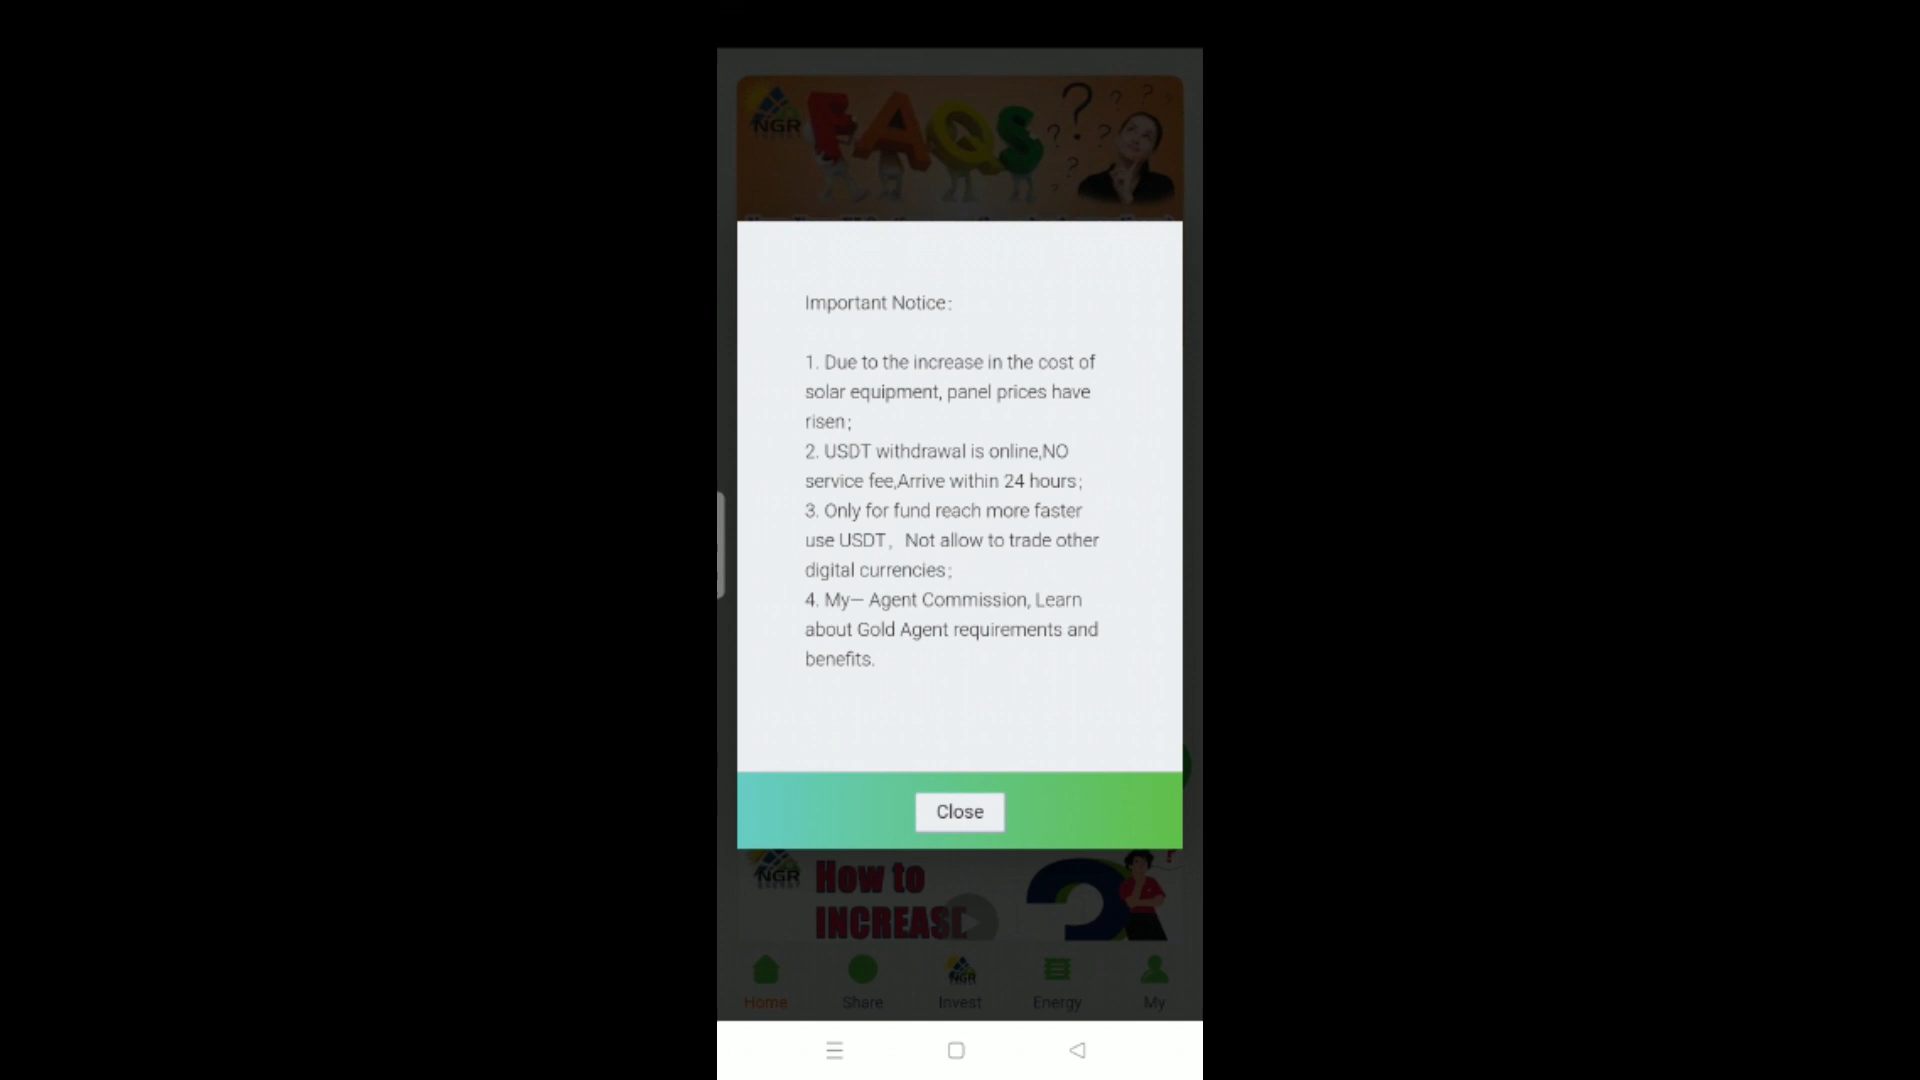 NGR
FAQS
Important Notice:
1. Due to the increase in the cost of
solar equipment, panel prices have
risen;
2. USDT withdrawal is online,NO
service fee,Arrive within 24 hours;
3. Only for fund reach more faster
use USDT，Not allow to trade other
digital currencies;
4. My— Agent Commission, Learn
about Gold Agent requirements and
benefits.
Close
NGR
How to
INCREASE
NGR
Home
Share
Invest
Energy
My